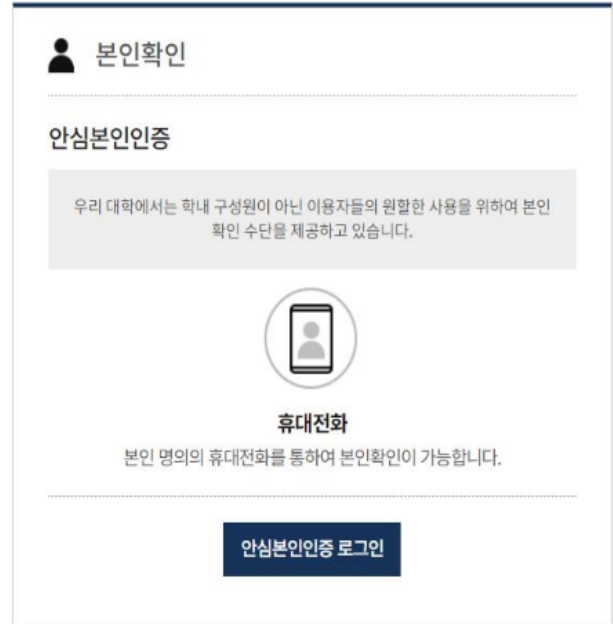 본인확인
안심본인인증
우리 대학에서는 학내 구성원이 아닌 이용자들의 원할한 사용을 위하여 본인
확인 수단을 제공하고 있습니다.
휴대전화
본인 명의의 휴대전화를 통하여 본인확인이 가능합니다.
안심본인인증 로그인